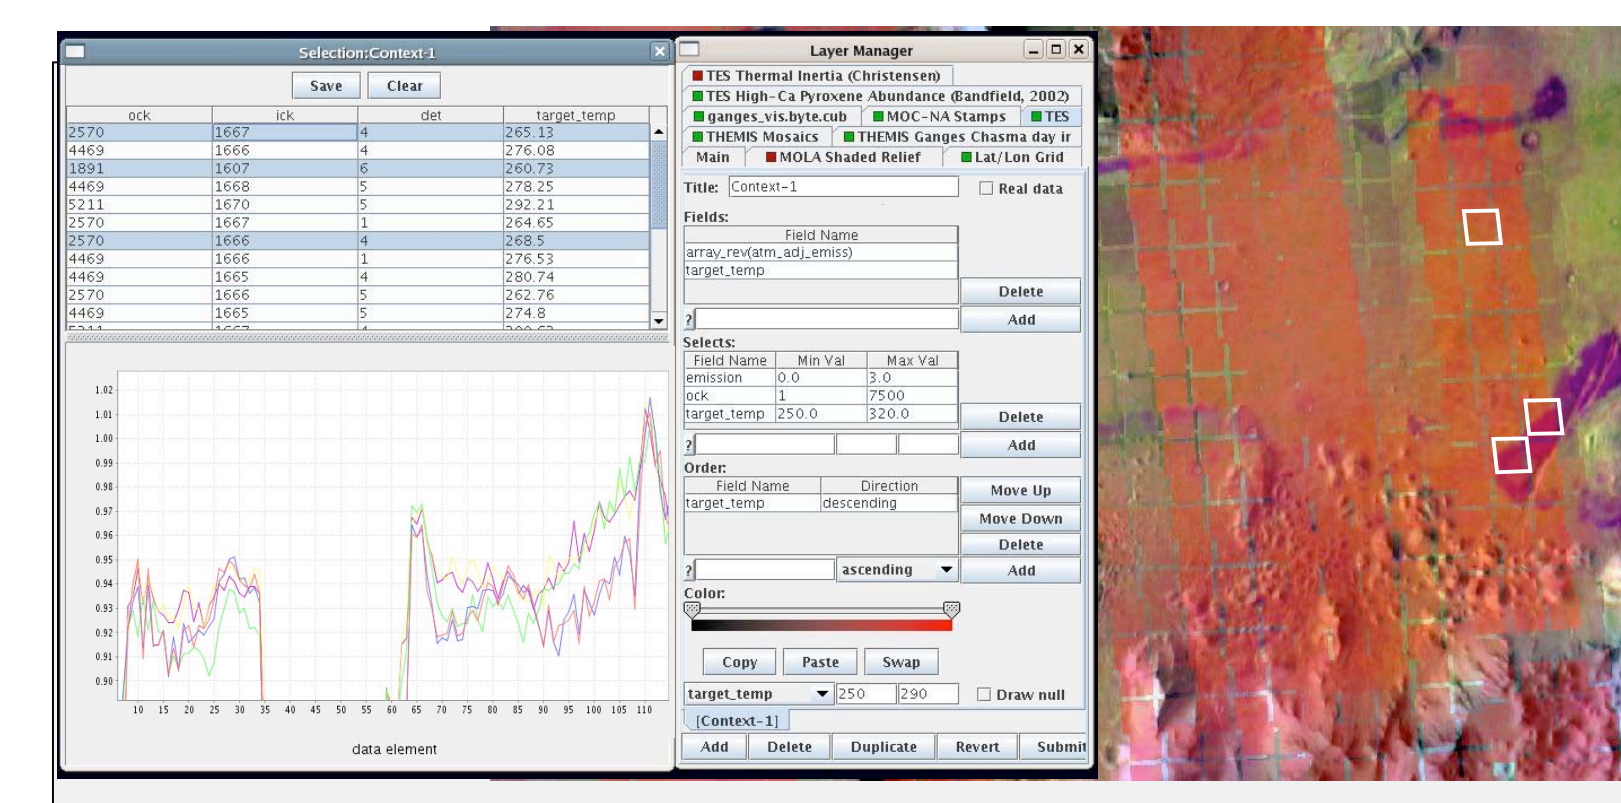 Selection:Context-1
Save Clear
ock ick det target_temp
2570 1667 4 265.13
4469 1666 4 276.08
1891 1607 6 260.73
4469 1668 5 278.25
5211 1670 5 292.21
2570 1667 1 264.65
2570 1666 4 268.5
4469 1666 1 276.53
4469 1665 4 280.74
2570 1666 5 262.76
4469 1665 5 274.8
1.02
1.01
1.00
0.99
0.98
0.97
0.96
0.95
0.94
0.93
0.92
0.91
0.90
10 15 20 25 30 35 40 45 50 55 60 65 70 75 80 85 90 95 100 105 110
data element
Layer Manager
TES Thermal Inertia (Christensen)
TES High-Ca Pyroxene Abundance (Bandfield, 2002)
ganges_vis.byte.cub MOC-NA Stamps TES
THEMIS Mosaics THEMIS Ganges Chasma day ir
Main MOLA Shaded Relief Lat/Lon Grid
Title: Context-1 Real data
Fields:
Field Name
array_rev(atm_adj_emiss)
target_temp
Delete
? Add
Selects:
Field Name Min Val Max Val
emission 0.0 3.0
ock 1 7500
target_temp 250.0 320.0
Delete
? Add
Order:
Field Name Direction
target_temp descending
Move Up
Move Down
Delete
? ascending Add
Color:
Copy Paste Swap
target_temp 250 290 Draw null
[Context-1]
Add Delete Duplicate Revert Submit